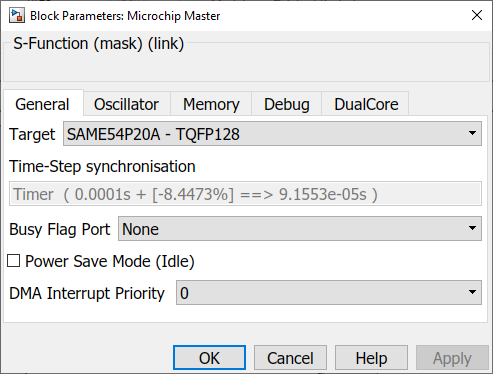 Block Parameters: Microchip Master
S-Function (mask) (link)
General Oscillator Memory Debug DualCore
Target SAME54P20A - TQFP128
Time-Step synchronisation
Timer ( 0.0001s + [-8.4473%] ==> 9.1553e-05s )
Busy Flag Port None
Power Save Mode (Idle)
DMA Interrupt Priority 0
OK Cancel Help Apply